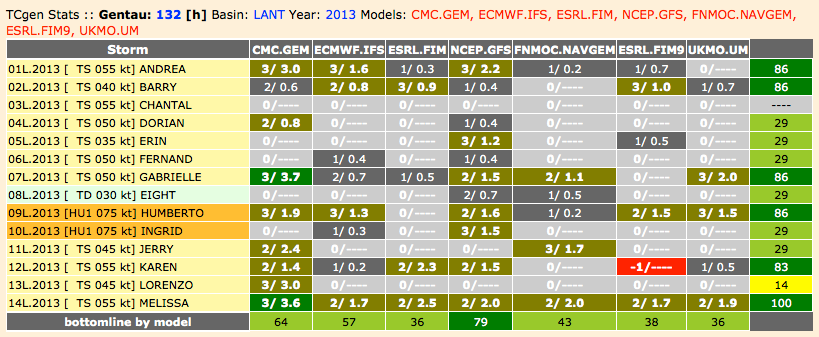 TCgen Stats :: Gentau: 132 [h] Basin: LANT Year: 2013 Models: CMC.GEM, ECMWF.IFS, ESRL.FIM, NCEP.GFS, FNMOC.NAVGEM,
ESRL.FIM9, UKMO.UM
Storm CMC.GEM ECMWF.IFS ESRL.FIM NCEP.GFS FNMOC.NAVGEM ESRL.FIM9 UKMO.UM
01L.2013 [ TS 055 kt] ANDREA 3/ 3.0 3/ 1.6 1/ 0.3 3/ 2.2 1/ 0.2 1/ 0.7 0/---- 86
02L.2013 [ TS 040 kt] BARRY 2/ 0.6 2/ 0.8 3/ 0.9 1/ 0.4 0/---- 3/ 1.0 1/ 0.7 86
03L.2013 [ TS 055 kt] CHANTAL 0/---- 0/---- 0/---- 0/---- 0/---- 0/---- 0/---- ----
04L.2013 [ TS 050 kt] DORIAN 2/ 0.8 0/---- 0/---- 1/ 0.4 0/---- 0/---- 0/---- 29
05L.2013 [ TS 035 kt] ERIN 0/---- 0/---- 0/---- 3/ 1.2 0/---- 1/ 0.5 0/---- 29
06L.2013 [ TS 050 kt] FERNAND 0/---- 1/ 0.4 0/---- 1/ 0.4 0/---- 0/---- 0/---- 29
07L.2013 [ TS 050 kt] GABRIELLE 3/ 3.7 2/ 0.7 1/ 0.5 2/ 1.5 2/ 1.1 0/---- 3/ 2.0 86
08L.2013 [ TD 030 kt] EIGHT 0/---- 0/---- 0/---- 2/ 0.7 1/ 0.5 0/---- 0/---- 29
09L.2013 [HU1 075 kt] HUMBERTO 3/ 1.9 3/ 1.3 0/---- 2/ 1.6 1/ 0.2 2/ 1.5 3/ 1.5 86
10L.2013 [HU1 075 kt] INGRID 0/---- 1/ 0.3 0/---- 3/ 1.5 0/---- 0/---- 0/---- 29
11L.2013 [ TS 045 kt] JERRY 2/ 2.4 0/---- 0/---- 0/---- 3/ 1.7 0/---- 0/---- 29
12L.2013 [ TS 055 kt] KAREN 2/ 1.4 1/ 0.2 2/ 2.3 2/ 1.5 0/---- -1/---- 1/ 0.5 83
13L.2013 [ TS 045 kt] LORENZO 3/ 3.0 0/---- 0/---- 0/---- 0/---- 0/---- 0/---- 14
14L.2013 [ TS 055 kt] MELISSA 3/ 3.6 2/ 1.7 2/ 2.5 2/ 2.0 2/ 2.0 2/ 1.7 2/ 1.9 100
bottomline by model 64 57 36 79 43 38 36